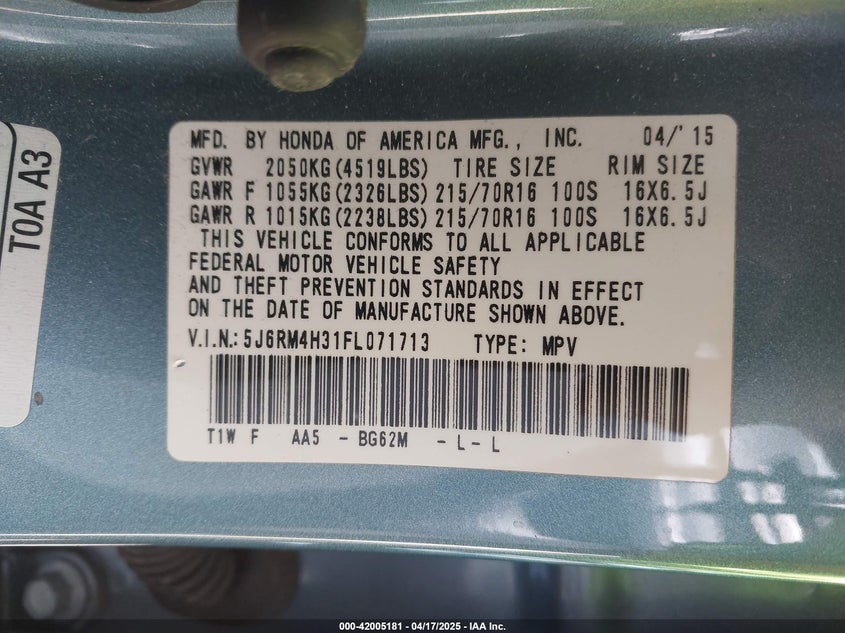 MFD. BY HONDA OF AMERICA MFG., INC. 04/'15
GVWR 2050KG(4519LBS) TIRE SIZE RIM SIZE
GAWR F 1055KG(2326LBS) 215/70R16 100S 16X6.5J
GAWR R 1015KG(2238LBS) 215/70R16 100S 16X6.5J
THIS VEHICLE CONFORMS TO ALL APPLICABLE
FEDERAL MOTOR VEHICLE SAFETY
AND THEFT PREVENTION STANDARDS IN EFFECT
ON THE DATE OF MANUFACTURE SHOWN ABOVE.
V.I.N.:5J6RM4H31FL071713 TYPE: MPV
T1W F AA5 - BG62M - L - L
T0A A3
000-42005181 - 04/17/2025 - IAA Inc.